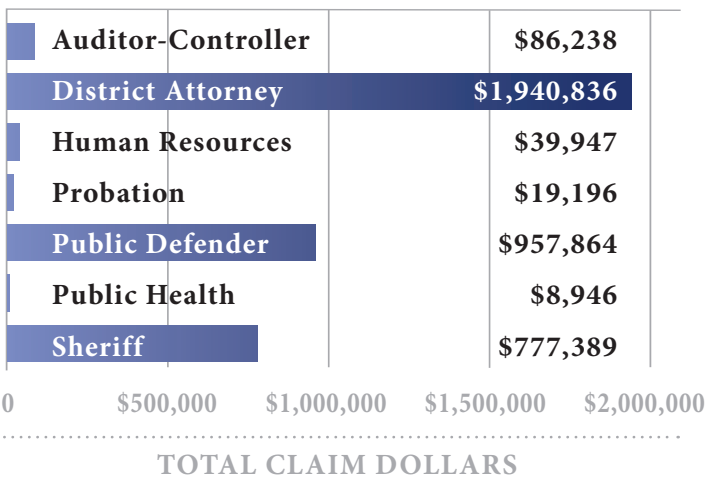 Auditor-Controller $86,238
District Attorney $1,940,836
Human Resources $39,947
Probation $19,196
Public Defender $957,864
Public Health $8,946
Sheriff $777,389
0 $500,000 $1,000,000 $1,500,000 $2,000,000
TOTAL CLAIM DOLLARS